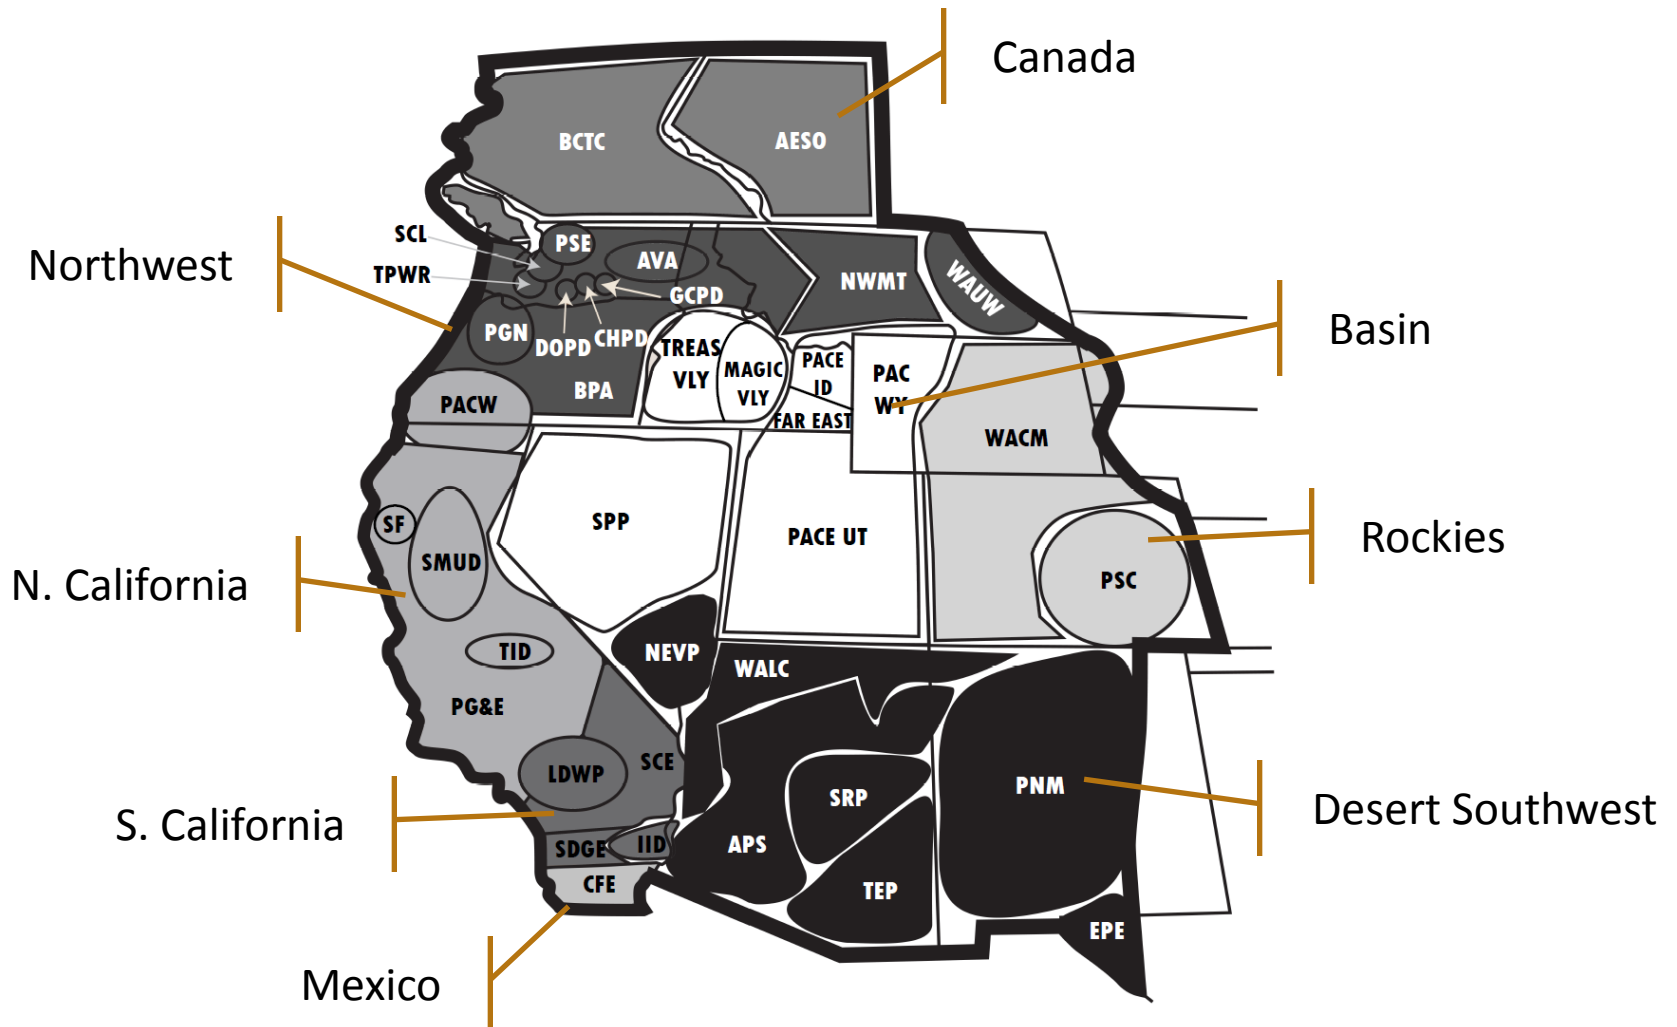 Canada
BCTC
AESO
Northwest
SCL
PSE
TPWR
AVA
GCPD
NWMT
WAUW
Basin
PGN
DOPD
CHPD
TREAS
VLY
MAGIC
VLY
PACE
ID
PAC
WY
BPA
PACW
FAR EAST
WACM
SPP
PACE UT
SF
SMUD
PSC
Rockies
N. California
TID
NEVP
WALC
PG&E
LDWP
SCE
SRP
PNM
Desert Southwest
S. California
SDGE
IID
APS
CFE
TEP
EPE
Mexico